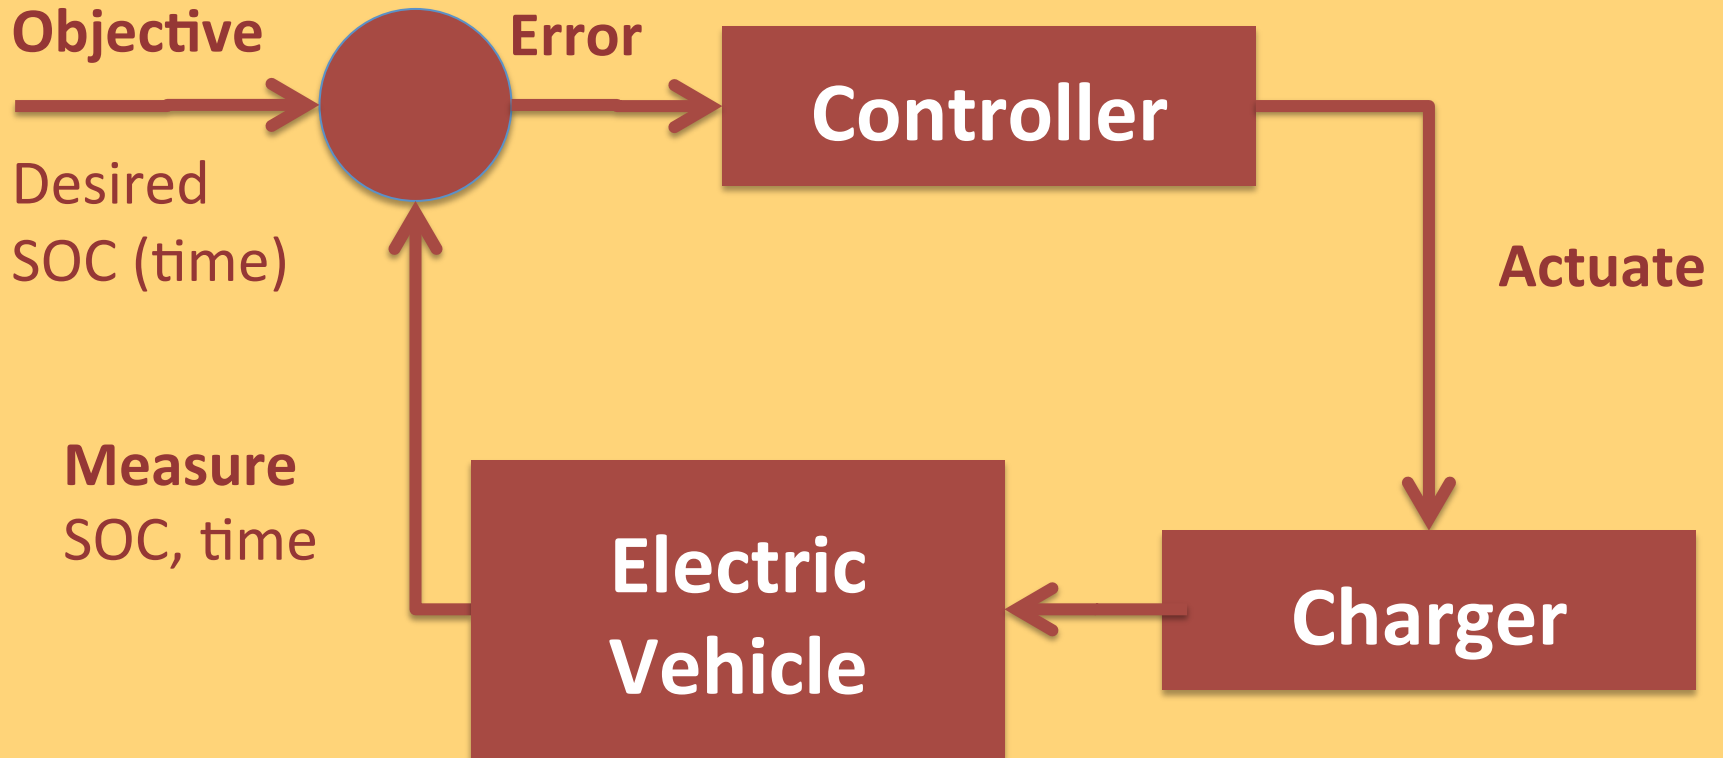 Objective
Error
Controller
Desired
SOC (time)
Actuate
Measure
SOC, time
Electric
Vehicle
Charger